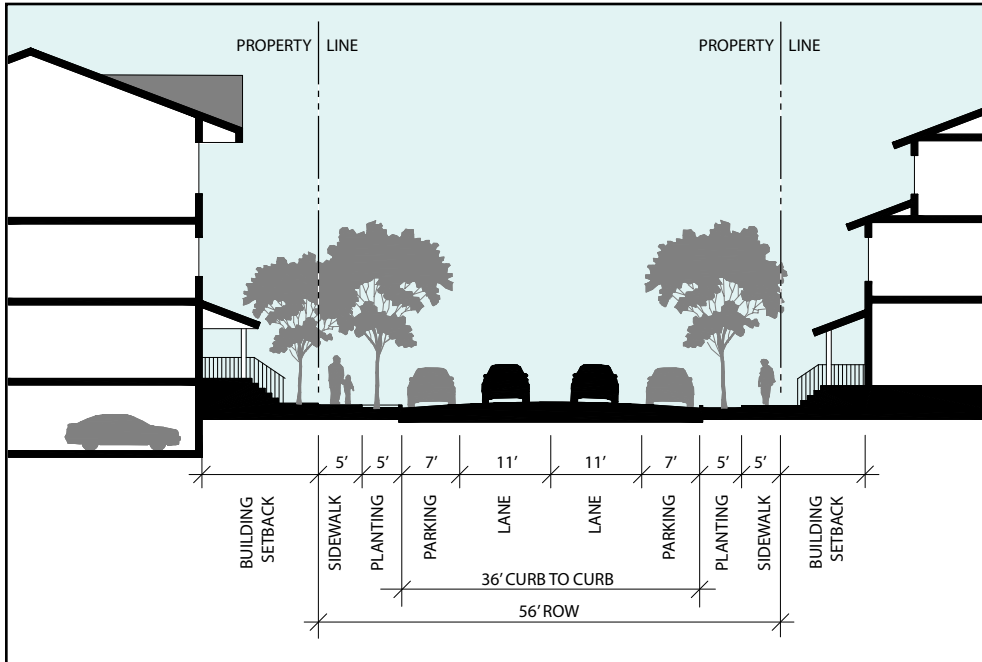 PROPERTY LINE
PROPERTY LINE
5’ 5’ 7’ 11’ 11’ 7’ 5’ 5’
BUILDING
SETBACK
SIDEWALK
PLANTING
PARKING
LANE
LANE
PARKING
PLANTING
SIDEWALK
BUILDING
SETBACK
36’ CURB TO CURB
56’ ROW